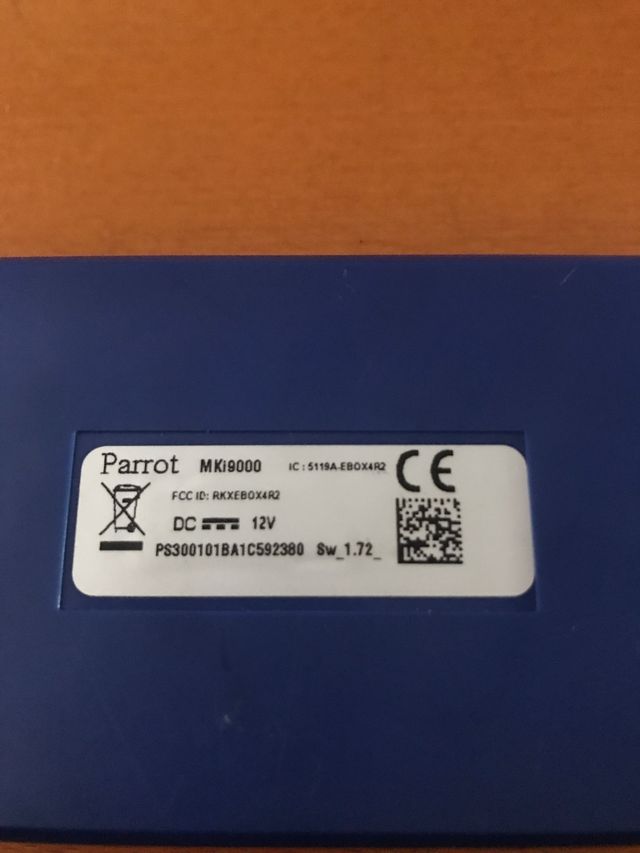 Parrot MKi9000 IC : 5119A-EBOX4R2 CE
FCC ID: RKXEBOX4R2
DC 12V
PS300101BA1C592380 Sw_1.72_